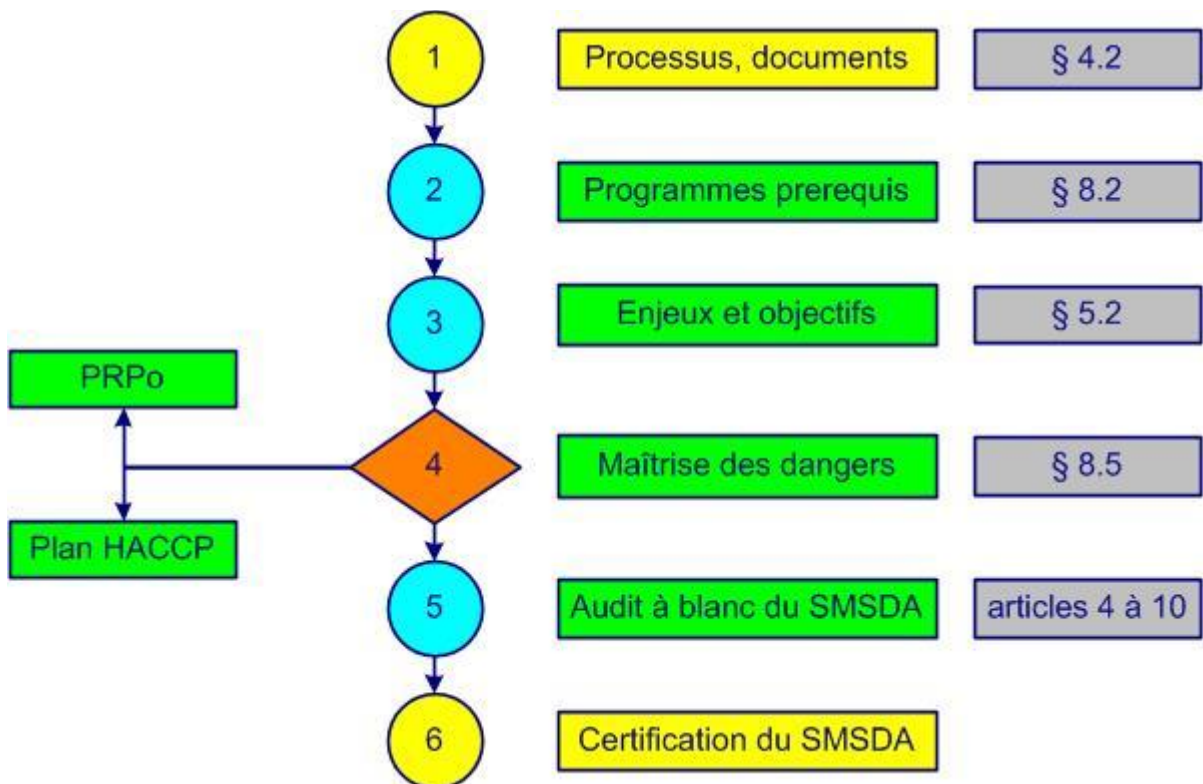 1
Processus, documents
§ 4.2
2
Programmes prerequis
§ 8.2
3
Enjeux et objectifs
§ 5.2
PRPo
4
Maîtrise des dangers
§ 8.5
Plan HACCP
5
Audit à blanc du SMSDA
articles 4 à 10
6
Certification du SMSDA